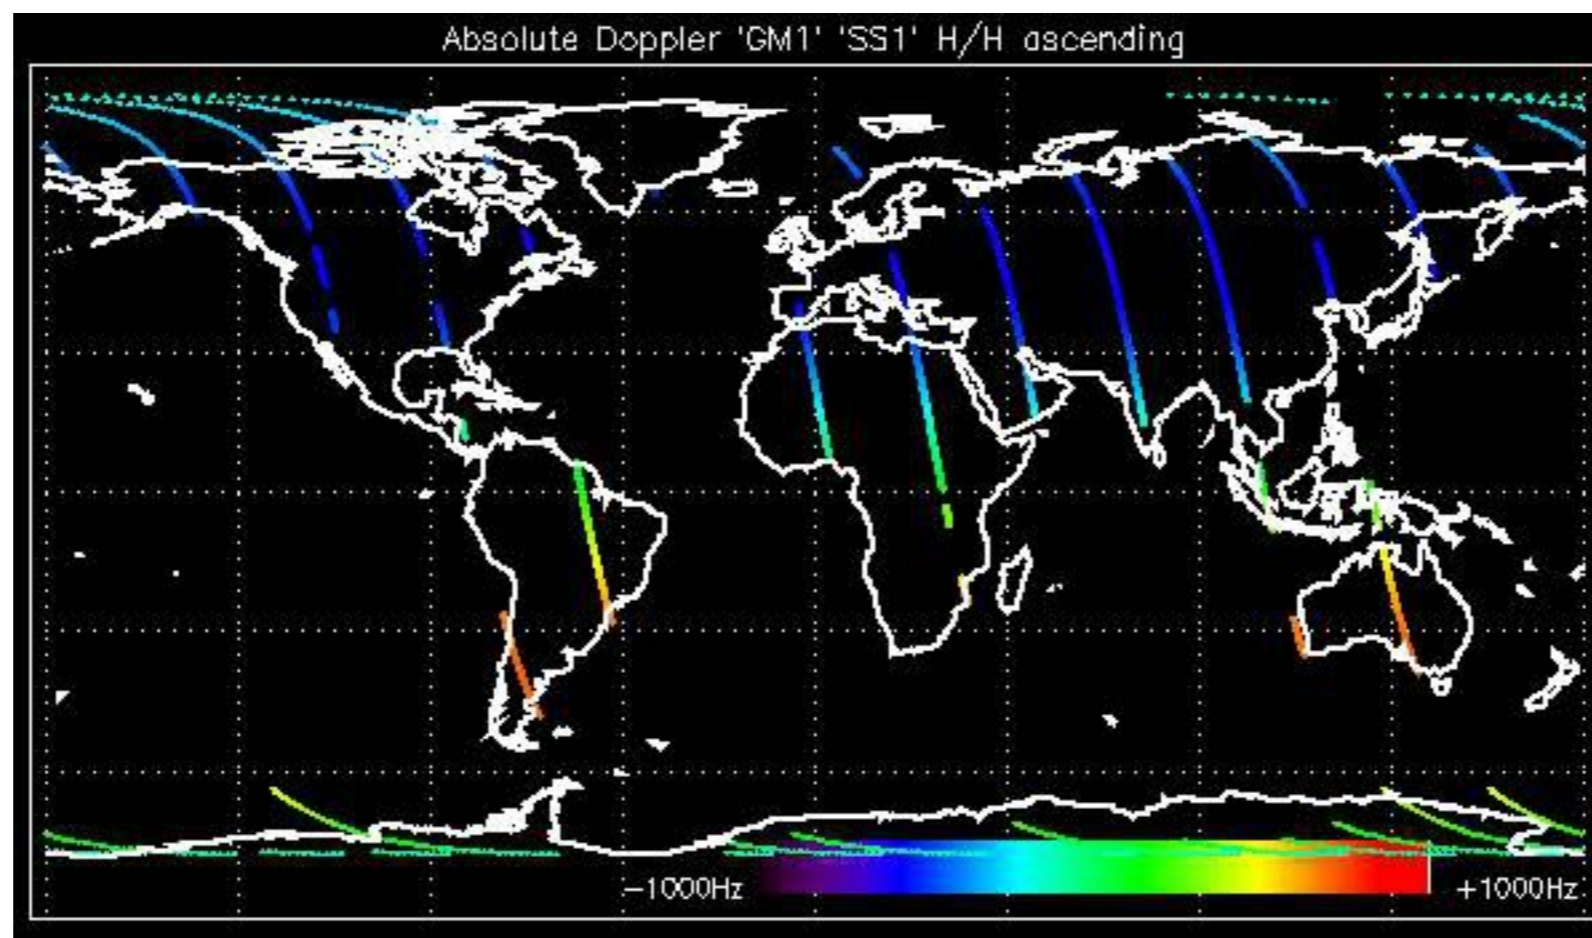 Absolute Doppler 'GM1' 'SS1' H/H ascending
−1000Hz
+1000Hz